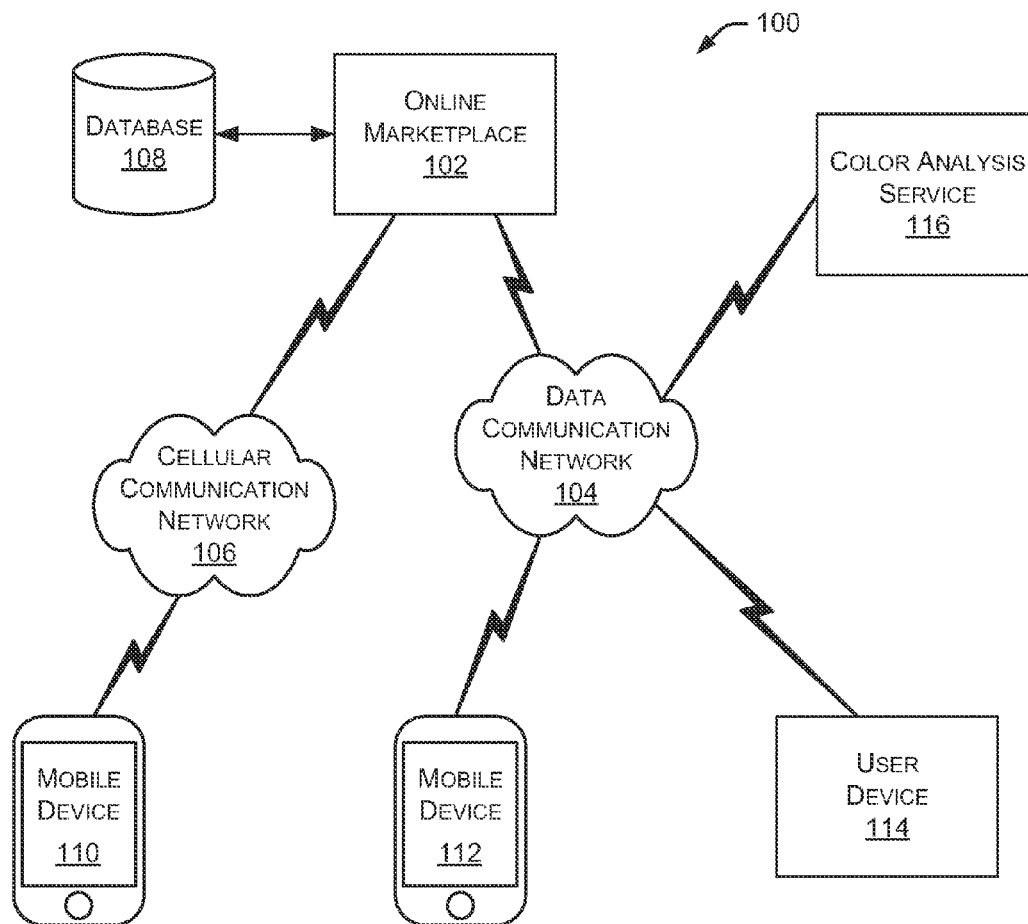 100
DATABASE
108
ONLINE
MARKETPLACE
102
COLOR ANALYSIS
SERVICE
116
DATA
COMMUNICATION
NETWORK
104
CELLULAR
COMMUNICATION
NETWORK
106
MOBILE
DEVICE
110
MOBILE
DEVICE
112
USER
DEVICE
114